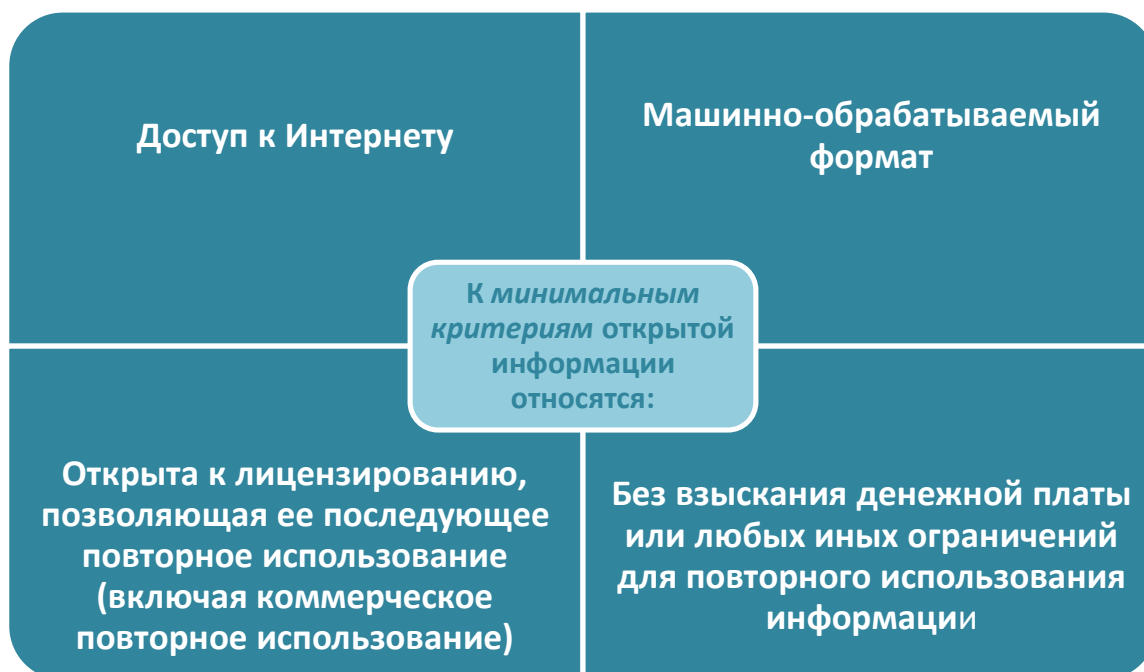 Доступ к Интернету
Машинно-обрабатываемый
формат
К минимальным
критериям открытой
информации
относятся:
Открыта к лицензированию,
позволяющая ее последующее
повторное использование
(включая коммерческое
повторное использование)
Без взыскания денежной платы
или любых иных ограничений
для повторного использования
информации